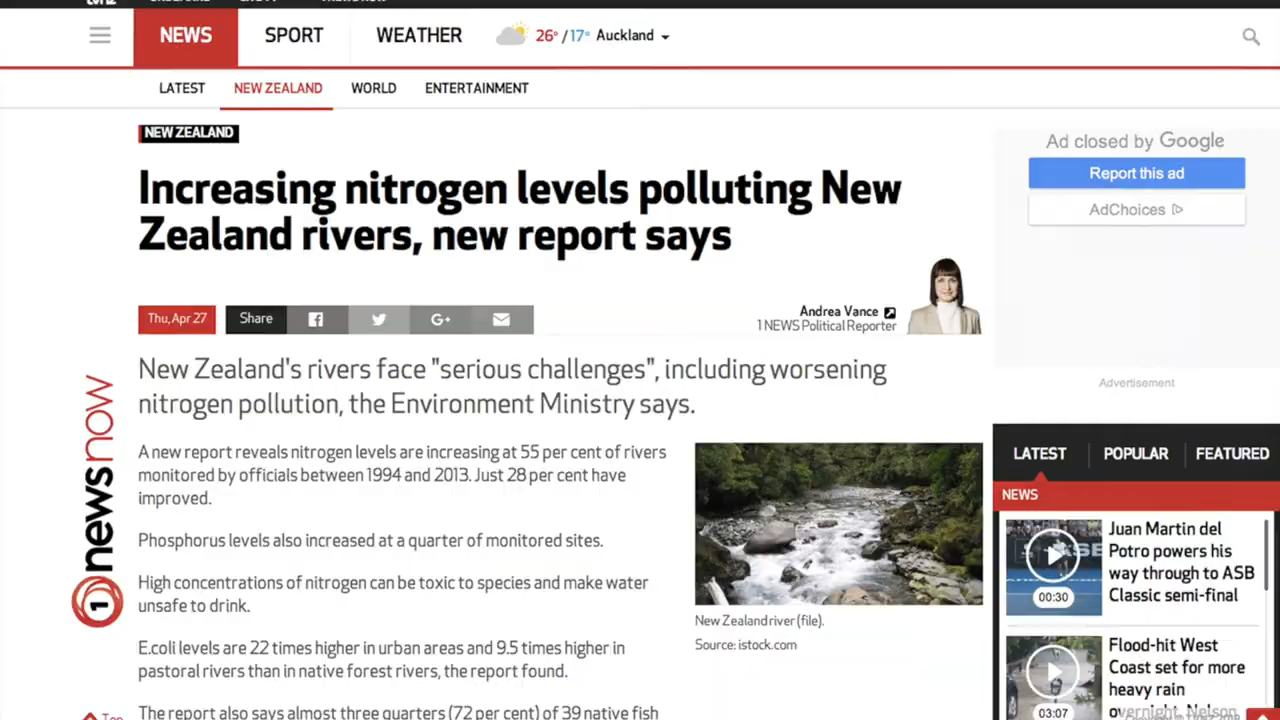 NEWS
SPORT
WEATHER
26° / 17° Auckland
LATEST
NEW ZEALAND
WORLD
ENTERTAINMENT
NEW ZEALAND
Increasing nitrogen levels polluting New
Zealand rivers, new report says
Thu, Apr 27
Share
G+
Andrea Vance
1 NEWS Political Reporter
New Zealand's rivers face "serious challenges", including worsening
nitrogen pollution, the Environment Ministry says.
1 news now
A new report reveals nitrogen levels are increasing at 55 per cent of rivers
monitored by officials between 1994 and 2013. Just 28 per cent have
improved.
Phosphorus levels also increased at a quarter of monitored sites.
High concentrations of nitrogen can be toxic to species and make water
unsafe to drink.
E.coli levels are 22 times higher in urban areas and 9.5 times higher in
pastoral rivers than in native forest rivers, the report found.
The report also says almost three quarters (72 per cent) of 39 native fish
New Zealand river (file).
Source: istock.com
Top
Ad closed by Google
Report this ad
AdChoices
Advertisement
LATEST
POPULAR
FEATURED
NEWS
00:30
Juan Martin del
Potro powers his
way through to ASB
Classic semi-final
03:07
Flood-hit West
Coast set for more
heavy rain
overnight, Nelson